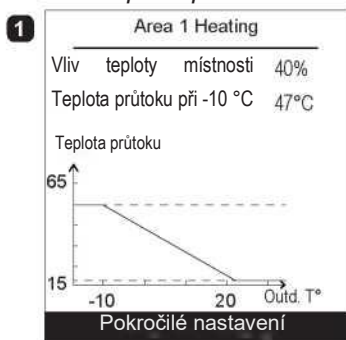 1
Area 1 Heating
Vliv teploty místnosti 40%
Teplota průtoku při -10 °C 47°C
Teplota průtoku
65
15
-10 20 Outd. T°
Pokročilé nastavení